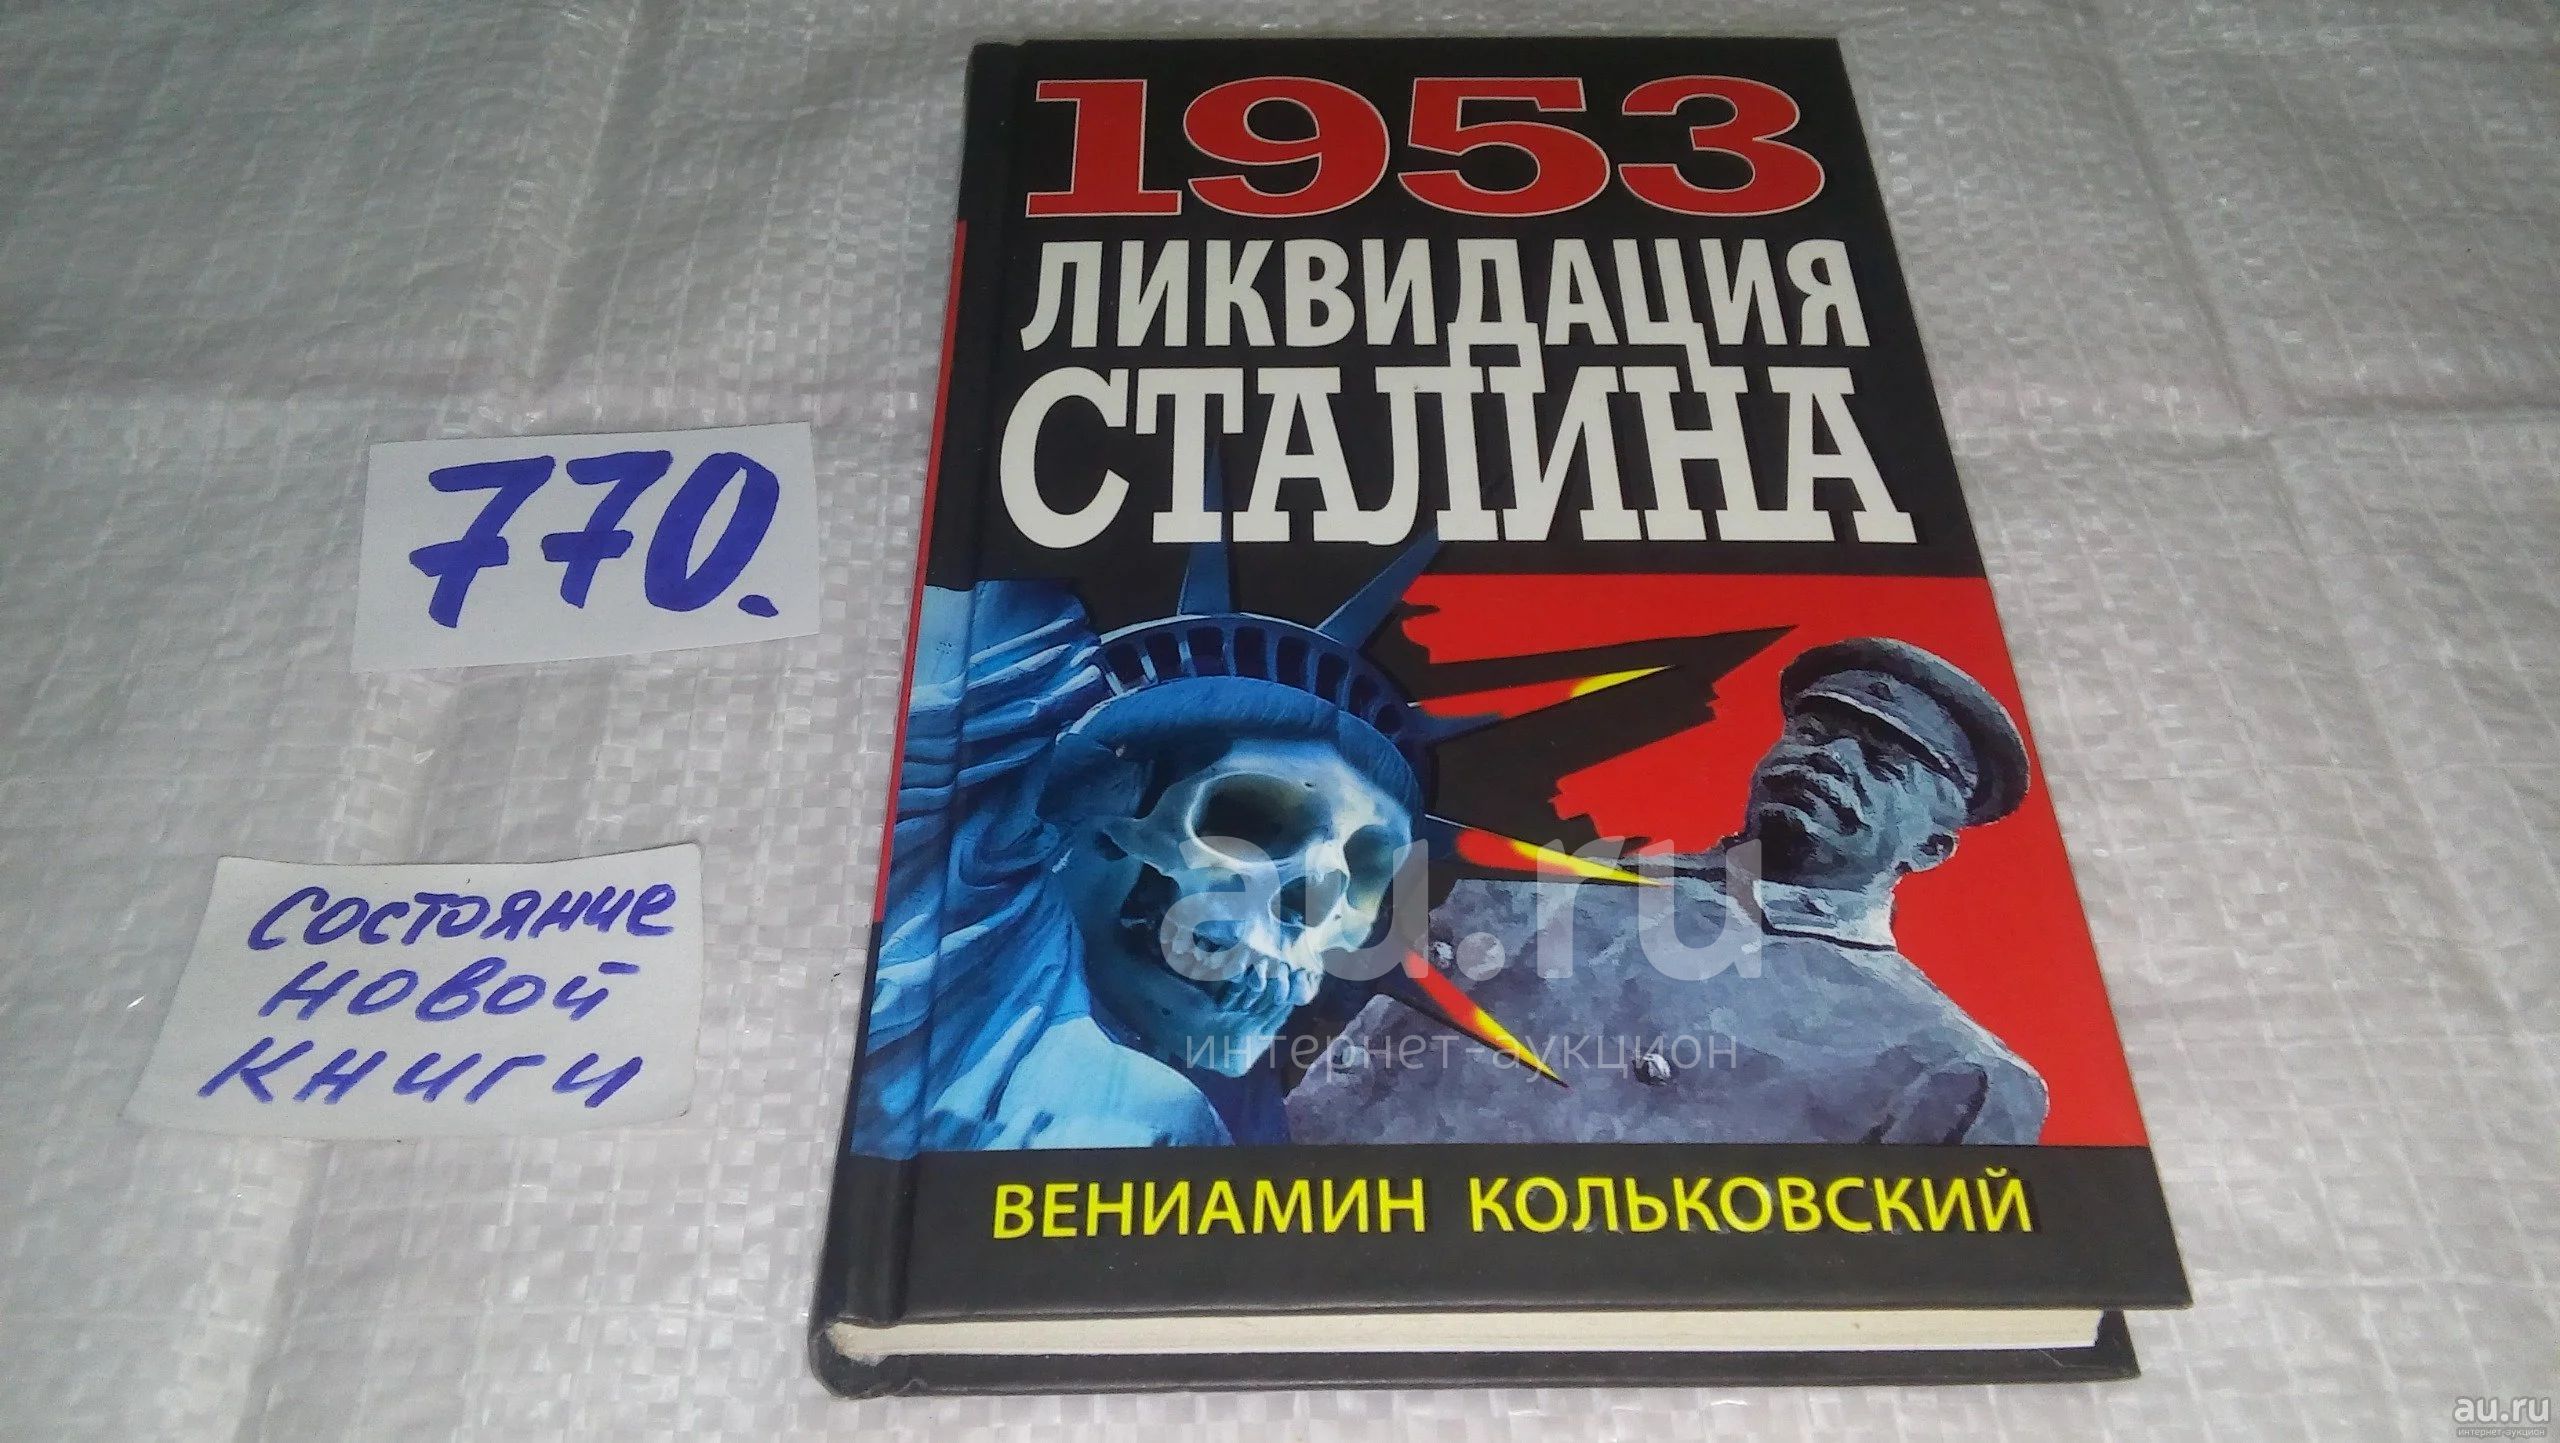 1953
ЛИКВИДАЦИЯ
СТАЛИНА
770.
состояние
новой
книги
au.ru
интернет-аукцион
ВЕНИАМИН КОЛЬКОВСКИЙ
au.ru
интернет-аукцион